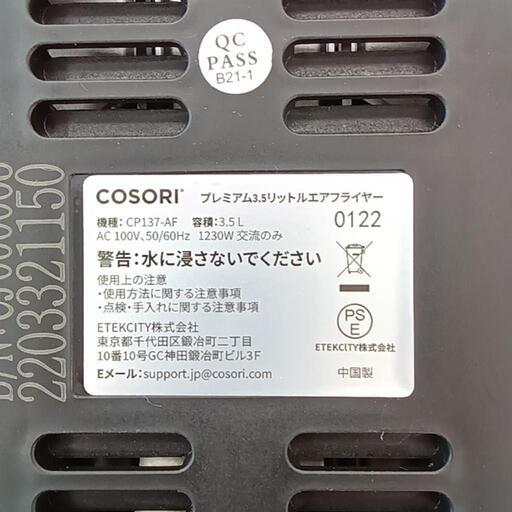 QC
PASS
B21-1
COSORI® プレミアム3.5リットルエアフライヤー
機種: CP137-AF 容積: 3.5 L
AC 100V, 50/60Hz 1230W 交流のみ
0122
警告: 水に浸さないでください
使用上の注意
・使用方法に関する注意事項
・点検・手入れに関する注意事項
ETEKCITY株式会社
東京都千代田区鍛冶町二丁目
10番10号GC神田鍛冶町ビル3F
Eメール: support.jp@cosori.com
PS
E
ETEKCITY株式会社
中国製
2203321150